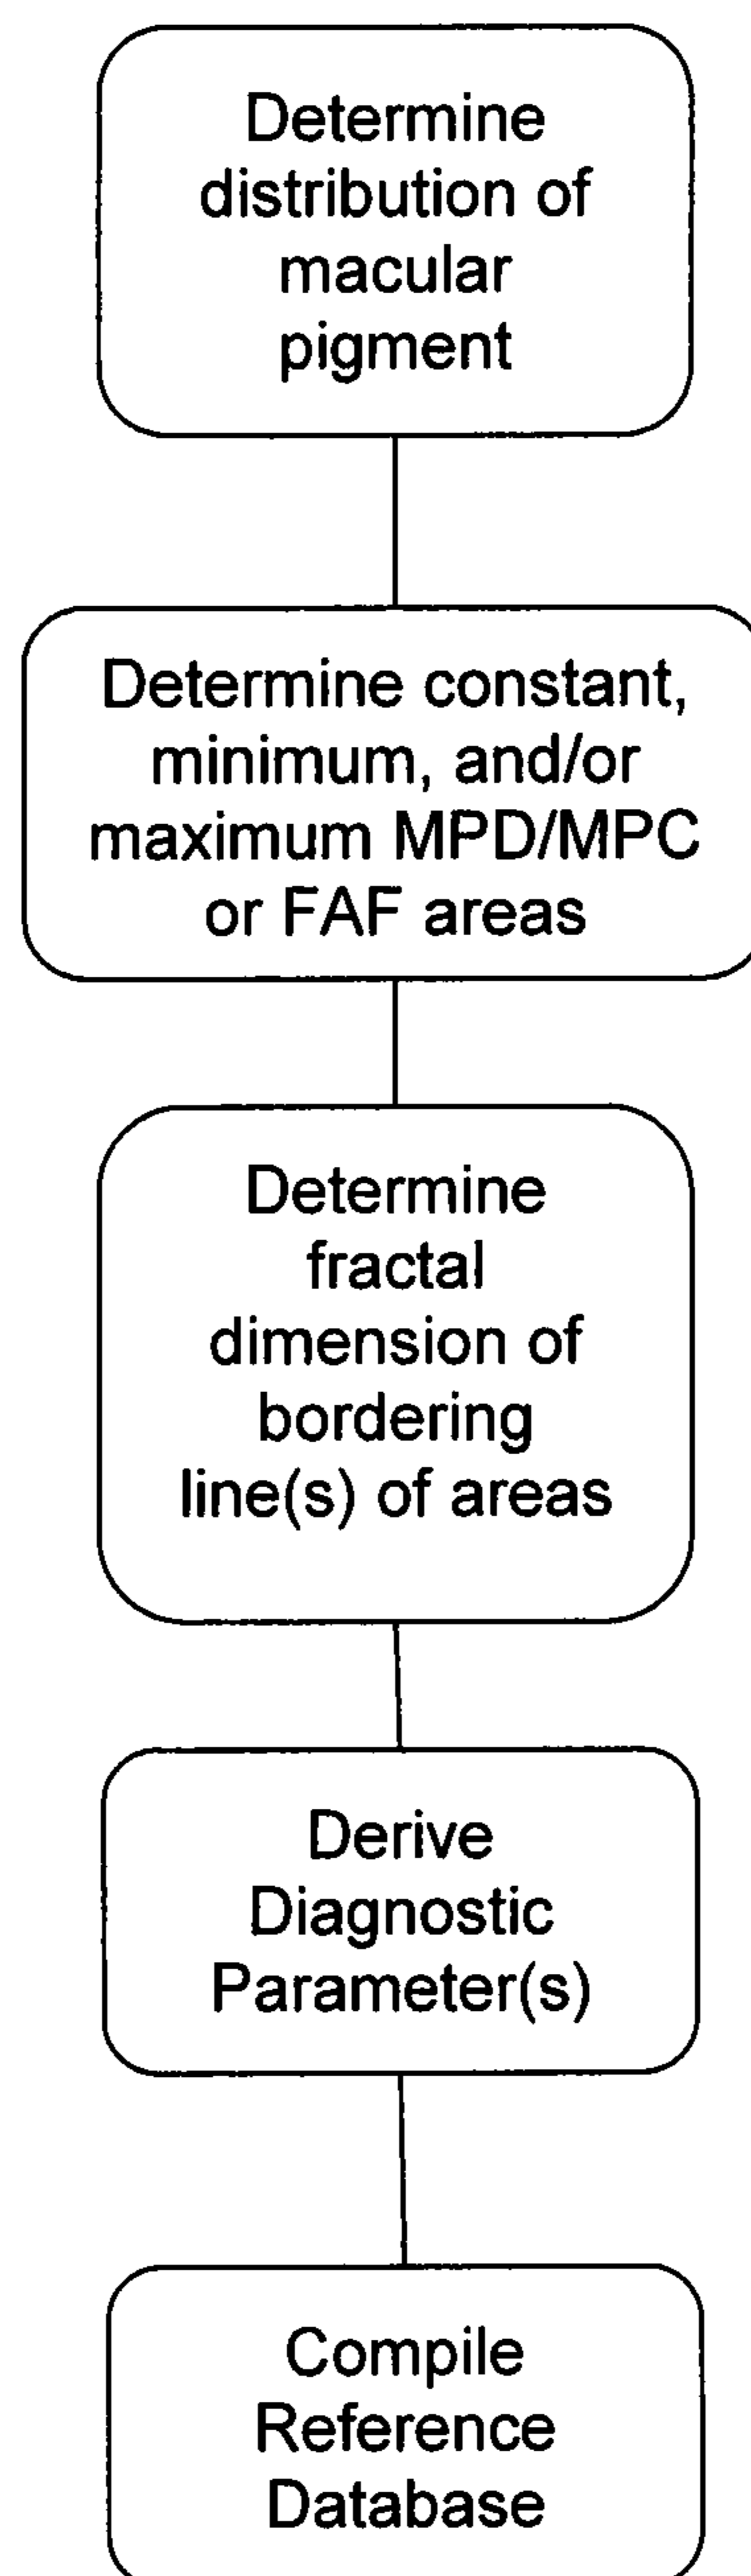 Determine
distribution of
macular
pigment
Determine constant,
minimum, and/or
maximum MPD/MPC
or FAF areas
Determine
fractal
dimension of
bordering
line(s) of areas
Derive
Diagnostic
Parameter(s)
Compile
Reference
Database